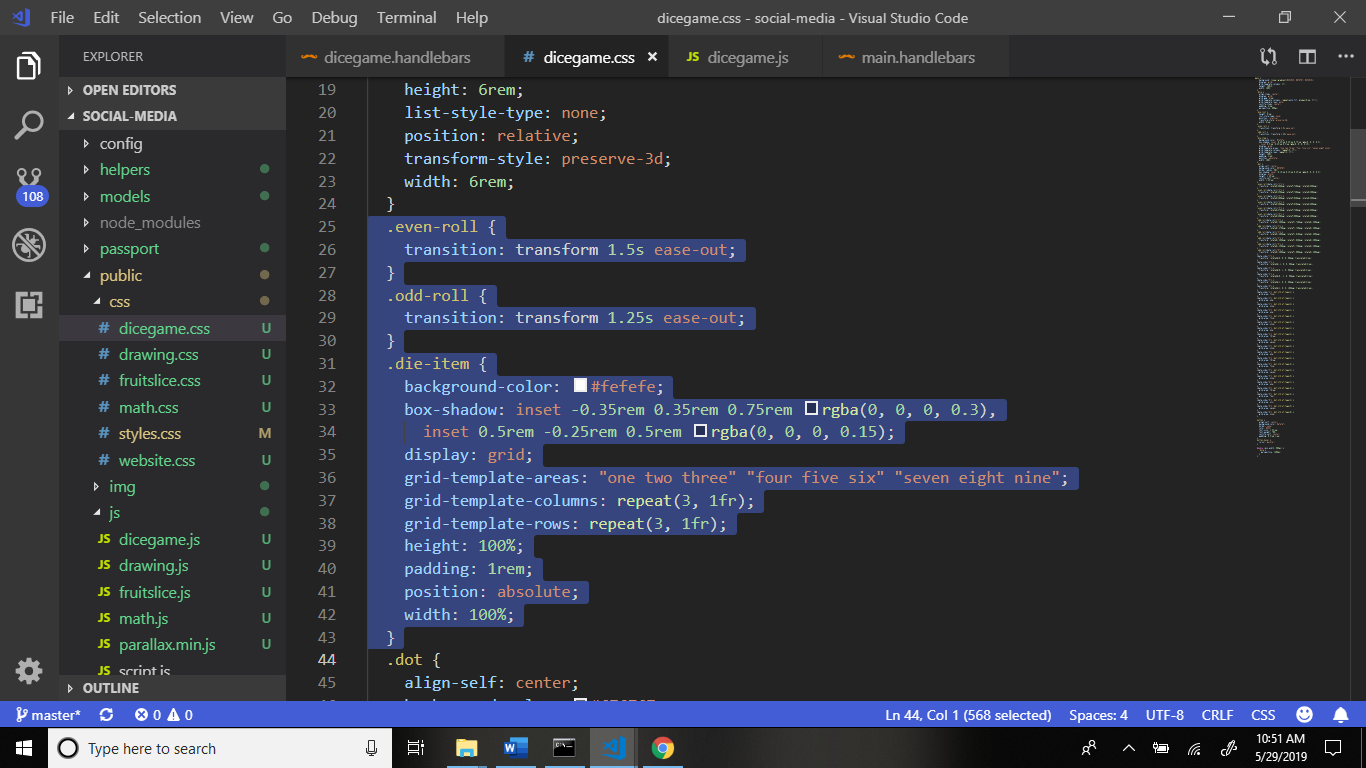 File Edit Selection View Go Debug Terminal Help
dicegame.css - social-media - Visual Studio Code
EXPLORER
dicegame.handlebars
# dicegame.css ×
JS dicegame.js
main.handlebars
OPEN EDITORS
SOCIAL-MEDIA
config
helpers
models
node_modules
passport
public
css
# dicegame.css U
# drawing.css U
# fruitslice.css U
# math.css U
# styles.css M
# website.css U
img
js
JS dicegame.js U
JS drawing.js U
JS fruitslice.js U
JS math.js U
JS parallax.min.js U
JS script.js
OUTLINE
108
19 height: 6rem;
20 list-style-type: none;
21 position: relative;
22 transform-style: preserve-3d;
23 width: 6rem;
24 }
25 .even-roll {
26 transition: transform 1.5s ease-out;
27 }
28 .odd-roll {
29 transition: transform 1.25s ease-out;
30 }
31 .die-item {
32 background-color: #fefefe;
33 box-shadow: inset -0.35rem 0.35rem 0.75rem rgba(0, 0, 0, 0.3),
34 inset 0.5rem -0.25rem 0.5rem rgba(0, 0, 0, 0.15);
35 display: grid;
36 grid-template-areas: "one two three" "four five six" "seven eight nine";
37 grid-template-columns: repeat(3, 1fr);
38 grid-template-rows: repeat(3, 1fr);
39 height: 100%;
40 padding: 1rem;
41 position: absolute;
42 width: 100%;
43 }
44 .dot {
45 align-self: center;
master* 0 0
Ln 44, Col 1 (568 selected) Spaces: 4 UTF-8 CRLF CSS
Type here to search
10:51 AM
5/29/2019